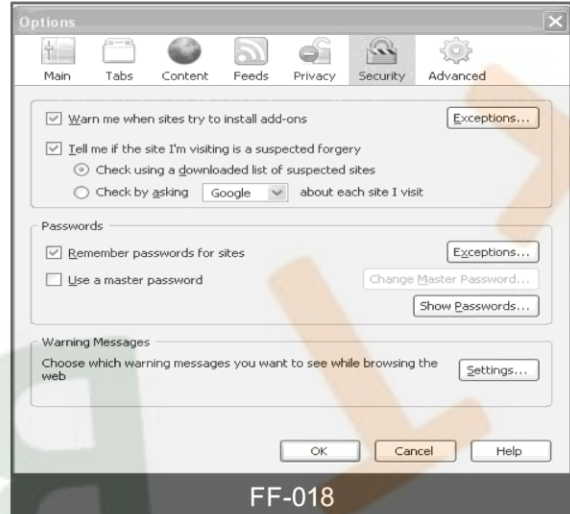 Options
Main Tabs Content Feeds Privacy Security Advanced
Warn me when sites try to install add-ons Exceptions...
Tell me if the site I'm visiting is a suspected forgery
Check using a downloaded list of suspected sites
Check by asking Google about each site I visit
Passwords
Remember passwords for sites Exceptions...
Use a master password Change Master Password...
Show Passwords...
Warning Messages
Choose which warning messages you want to see while browsing the
web Settings...
OK Cancel Help
FF-018